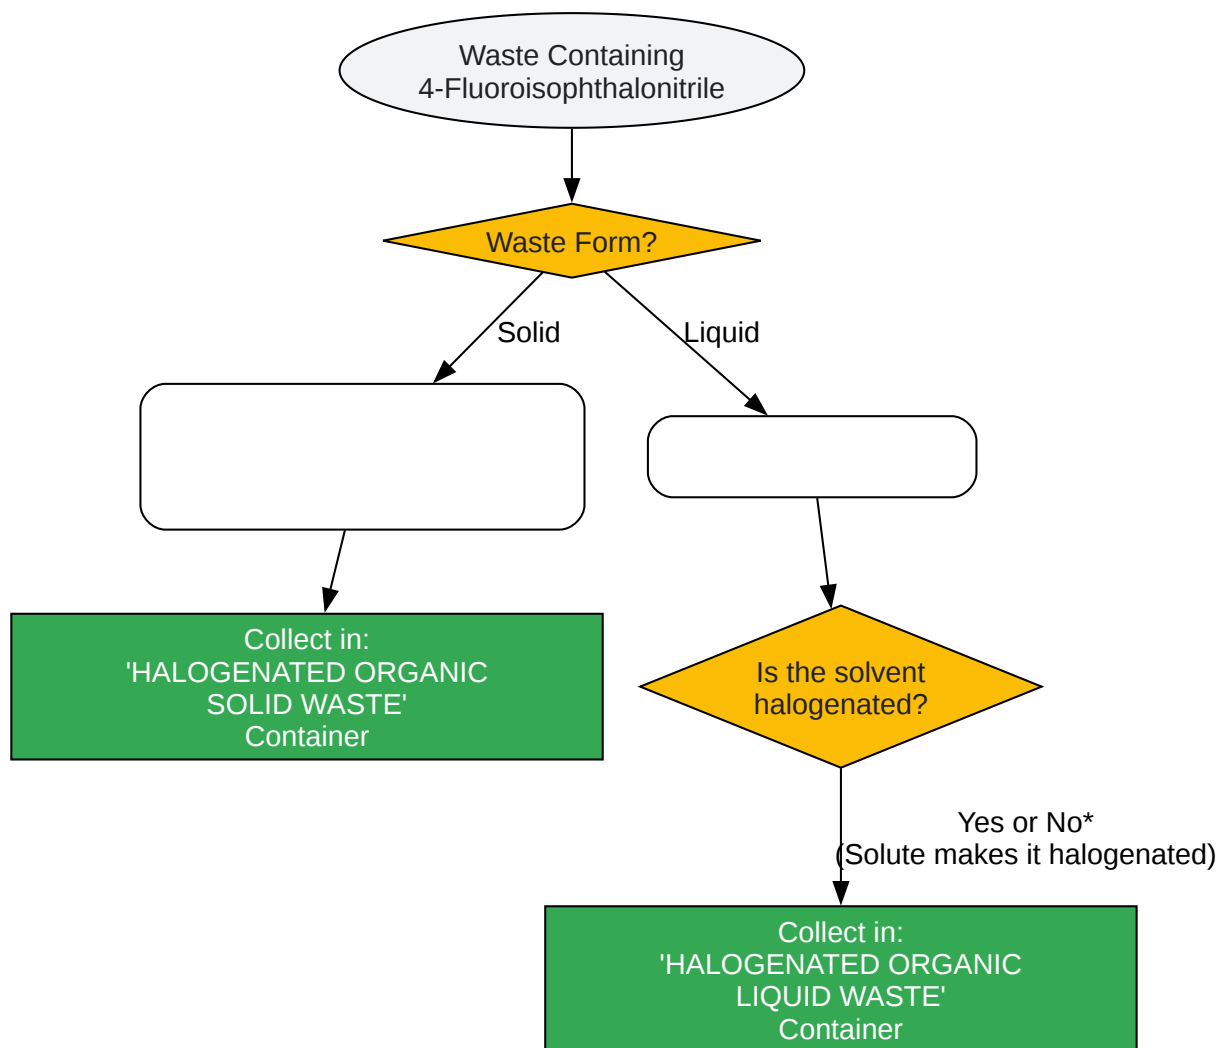 Waste Containing
4-Fluoroisophthalonitrile
Waste Form?
Solid
Liquid
Collect in:
'HALOGENATED ORGANIC
SOLID WASTE'
Container
Is the solvent
halogenated?
Yes or No*
(Solute makes it halogenated)
Collect in:
'HALOGENATED ORGANIC
LIQUID WASTE'
Container